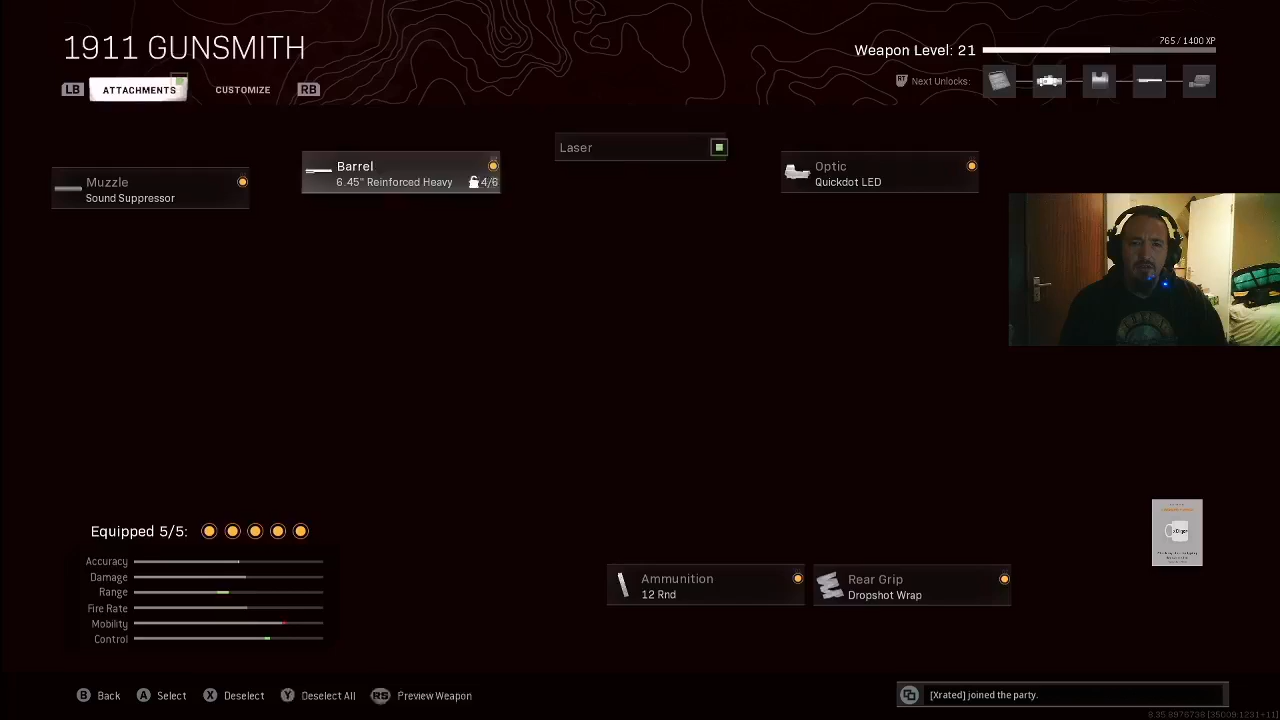 1911 GUNSMITH
Weapon Level: 21
765 / 1400 XP
LB
ATTACHMENTS
CUSTOMIZE
RB
RT
Next Unlocks:
Muzzle
Sound Suppressor
Barrel
6.45" Reinforced Heavy
4/6
Laser
Optic
Quickdot LED
Equipped 5/5:
Accuracy
Damage
Range
Fire Rate
Mobility
Control
Ammunition
12 Rnd
Rear Grip
Dropshot Wrap
B Back
A Select
X Deselect
Y Deselect All
RS Preview Weapon
[Xrated] joined the party.